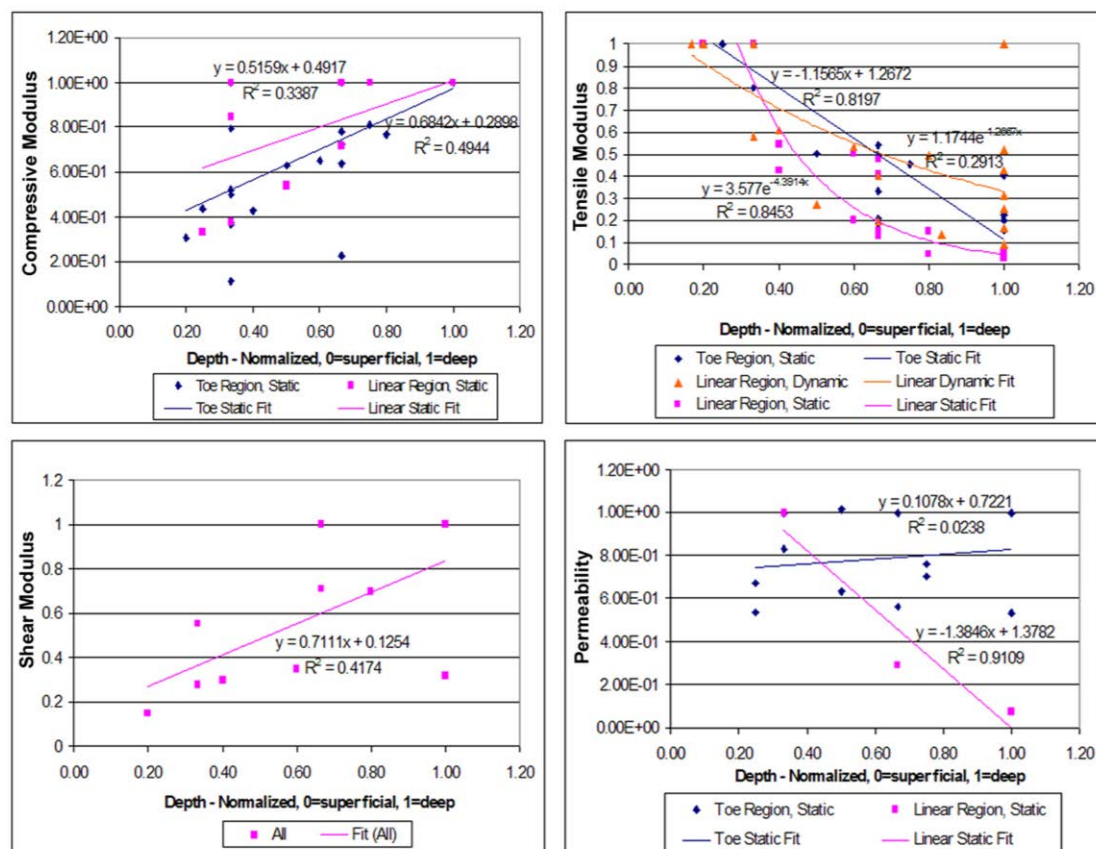 Compressive Modulus
1.20E+00
1.00E+00
8.00E-01
6.00E-01
4.00E-01
2.00E-01
0.00E+00
y = 0.5159x + 0.4917
R² = 0.3387
y = 0.6842x + 0.2898
R² = 0.4944
0.00 0.20 0.40 0.60 0.80 1.00 1.20
Depth - Normalized, 0=superficial, 1=deep
Toe Region, Static Linear Region, Static
Toe Static Fit Linear Static Fit
Tensile Modulus
1
0.9
0.8
0.7
0.6
0.5
0.4
0.3
0.2
0.1
0
y = -1.1565x + 1.2672
R² = 0.8197
1.1744e^-1.2667x
R² = 0.2913
y = 3.577e^-4.3914x
R² = 0.8453
0.00 0.20 0.40 0.60 0.80 1.00 1.20
Depth - Normalized, 0=superficial, 1=deep
Toe Region, Static Toe Static Fit
Linear Region, Dynamic Linear Dynamic Fit
Linear Region, Static Linear Static Fit
Shear Modulus
1.2
1
0.8
0.6
0.4
0.2
0
y = 0.7111x + 0.1254
R² = 0.4174
0.00 0.20 0.40 0.60 0.80 1.00 1.20
Depth - Normalized, 0=superficial, 1=deep
All Fit (All)
Permeability
1.20E+00
1.00E+00
8.00E-01
6.00E-01
4.00E-01
2.00E-01
0.00E+00
y = 0.1078x + 0.7221
R² = 0.0238
y = -1.3846x + 1.3782
R² = 0.9109
0.00 0.20 0.40 0.60 0.80 1.00 1.20
Depth - Normalized, 0=superficial, 1=deep
Toe Region, Static Linear Region, Static
Toe Static Fit Linear Static Fit